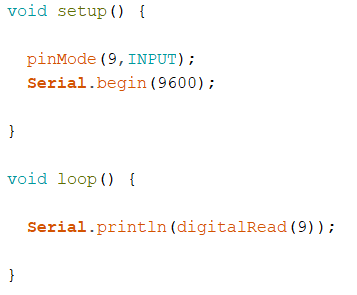 void setup() {
pinMode(9,INPUT);
Serial.begin(9600);
}
void loop() {
Serial.println(digitalRead(9));
}